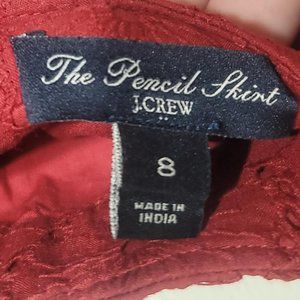 The Pencil Skirt
J.CREW
8
MADE IN
INDIA